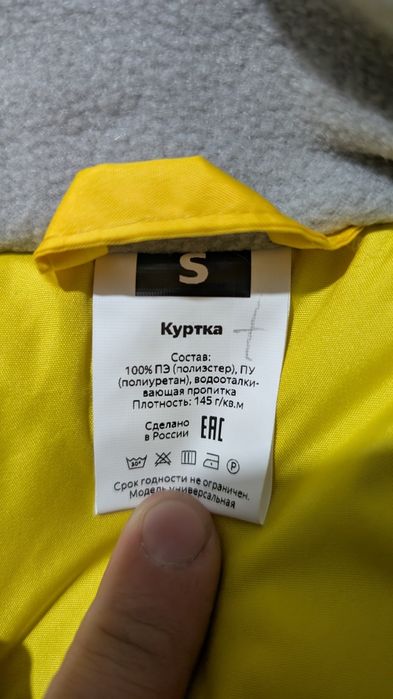 S
Куртка
Состав:
100% ПЭ (полиэстер), ПУ
(полиуретан), водооталки-
вающая пропитка
Плотность: 145 г/кв.м
Сделано
в России
EAC
30°
P
Срок годности не ограничен.
Модель универсальная